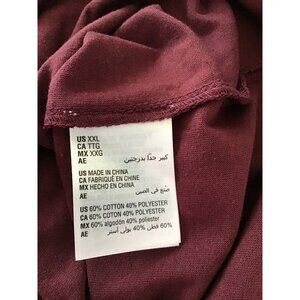 US XXL
CA TTG
MX XXG
AE كبير جداً بدرجتين
US MADE IN CHINA
CA FABRIQUÉ EN CHINE
MX HECHO EN CHINA
AE صنع في الصين
US 60% COTTON 40% POLYESTER
CA 60% COTON 40% POLYESTER
MX 60% algodón 40% poliester
AE 60% قطن 40% بولي أستر